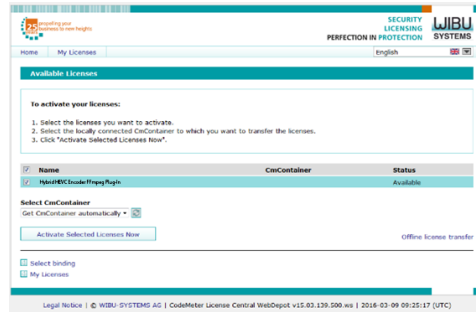 25 propelling your
business to new heights
SECURITY
LICENSING
PERFECTION IN PROTECTION
WIBU
SYSTEMS
Home My Licenses English
Available Licenses
To activate your licenses:
1. Select the licenses you want to activate.
2. Select the locally connected CmContainer to which you want to transfer the licenses.
3. Click "Activate Selected Licenses Now".
Name CmContainer Status
Hybrid HEVC Encoder FFmpeg Plug-In Available
Select CmContainer
Get CmContainer automatically
Activate Selected Licenses Now Offline license transfer
Select binding
My Licenses
Legal Notice | © WIBU-SYSTEMS AG | CodeMeter License Central WebDepot v15.03.139.500.ws | 2016-03-09 09:25:17 (UTC)